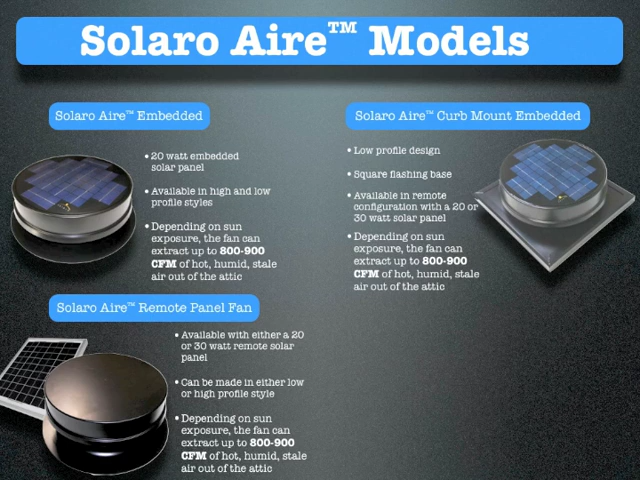 Solaro Aire™ Models
Solaro Aire™ Embedded
• 20 watt embedded
solar panel
• Available in high and low
profile styles
• Depending on sun
exposure, the fan can
extract up to 800-900
CFM of hot, humid, stale
air out of the attic
Solaro Aire™ Curb Mount Embedded
• Low profile design
• Square flashing base
• Available in remote
configuration with a 20 or
30 watt solar panel
• Depending on sun
exposure, the fan can
extract up to 800-900
CFM of hot, humid, stale
air out of the attic
Solaro Aire™ Remote Panel Fan
• Available with either a 20
or 30 watt remote solar
panel
• Can be made in either low
or high profile style
• Depending on sun
exposure, the fan can
extract up to 800-900
CFM of hot, humid, stale
air out of the attic